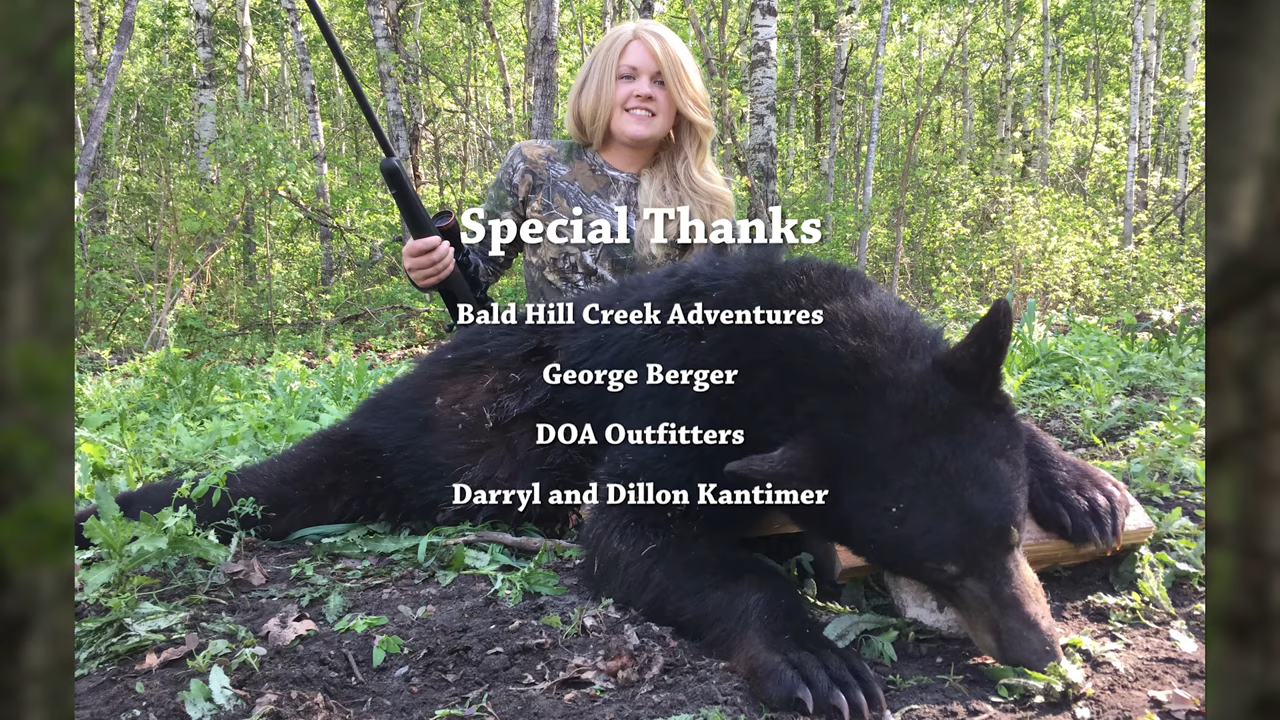 Special Thanks
Bald Hill Creek Adventures
George Berger
DOA Outfitters
Darryl and Dillon Kantimer